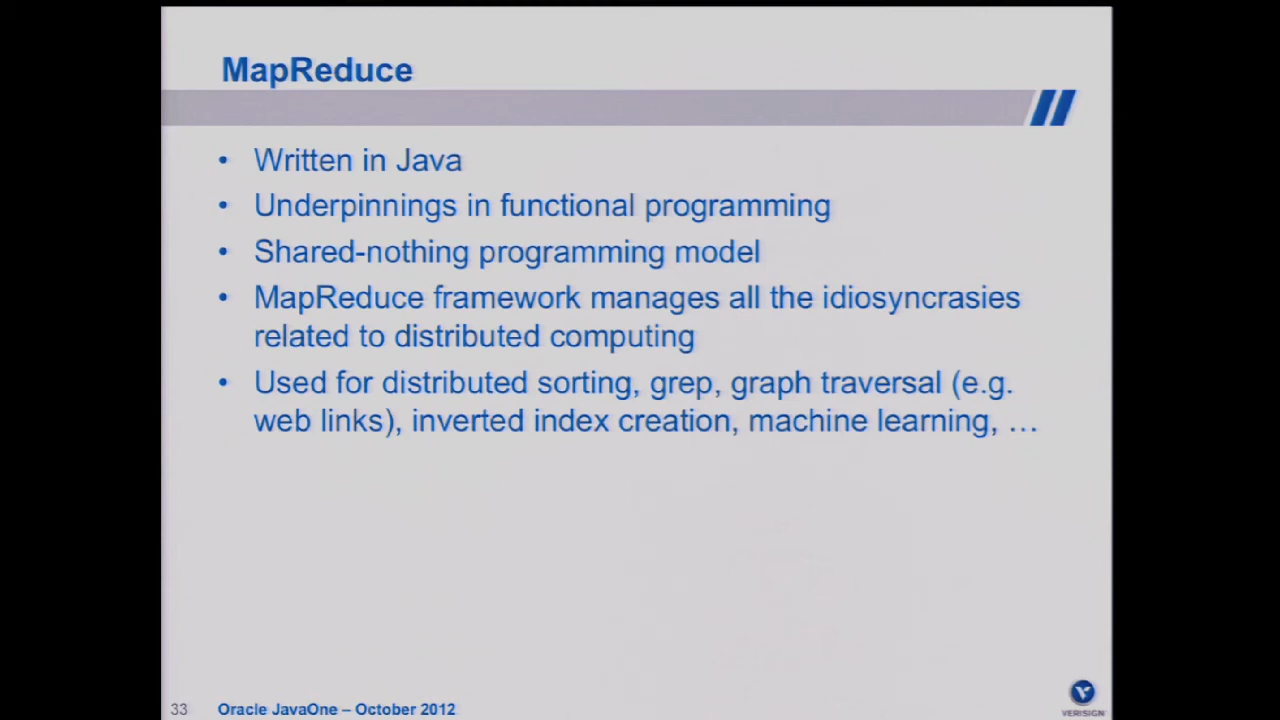 MapReduce
• Written in Java
• Underpinnings in functional programming
• Shared-nothing programming model
• MapReduce framework manages all the idiosyncrasies
related to distributed computing
• Used for distributed sorting, grep, graph traversal (e.g.
web links), inverted index creation, machine learning, …
33 Oracle JavaOne – October 2012
VERISIGN